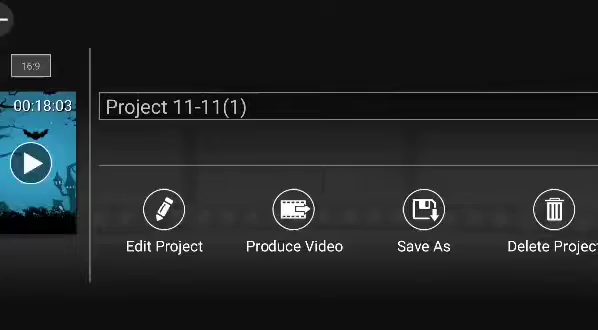 16:9
00:18:03
Project 11-11(1)
Edit Project
Produce Video
Save As
Delete Project